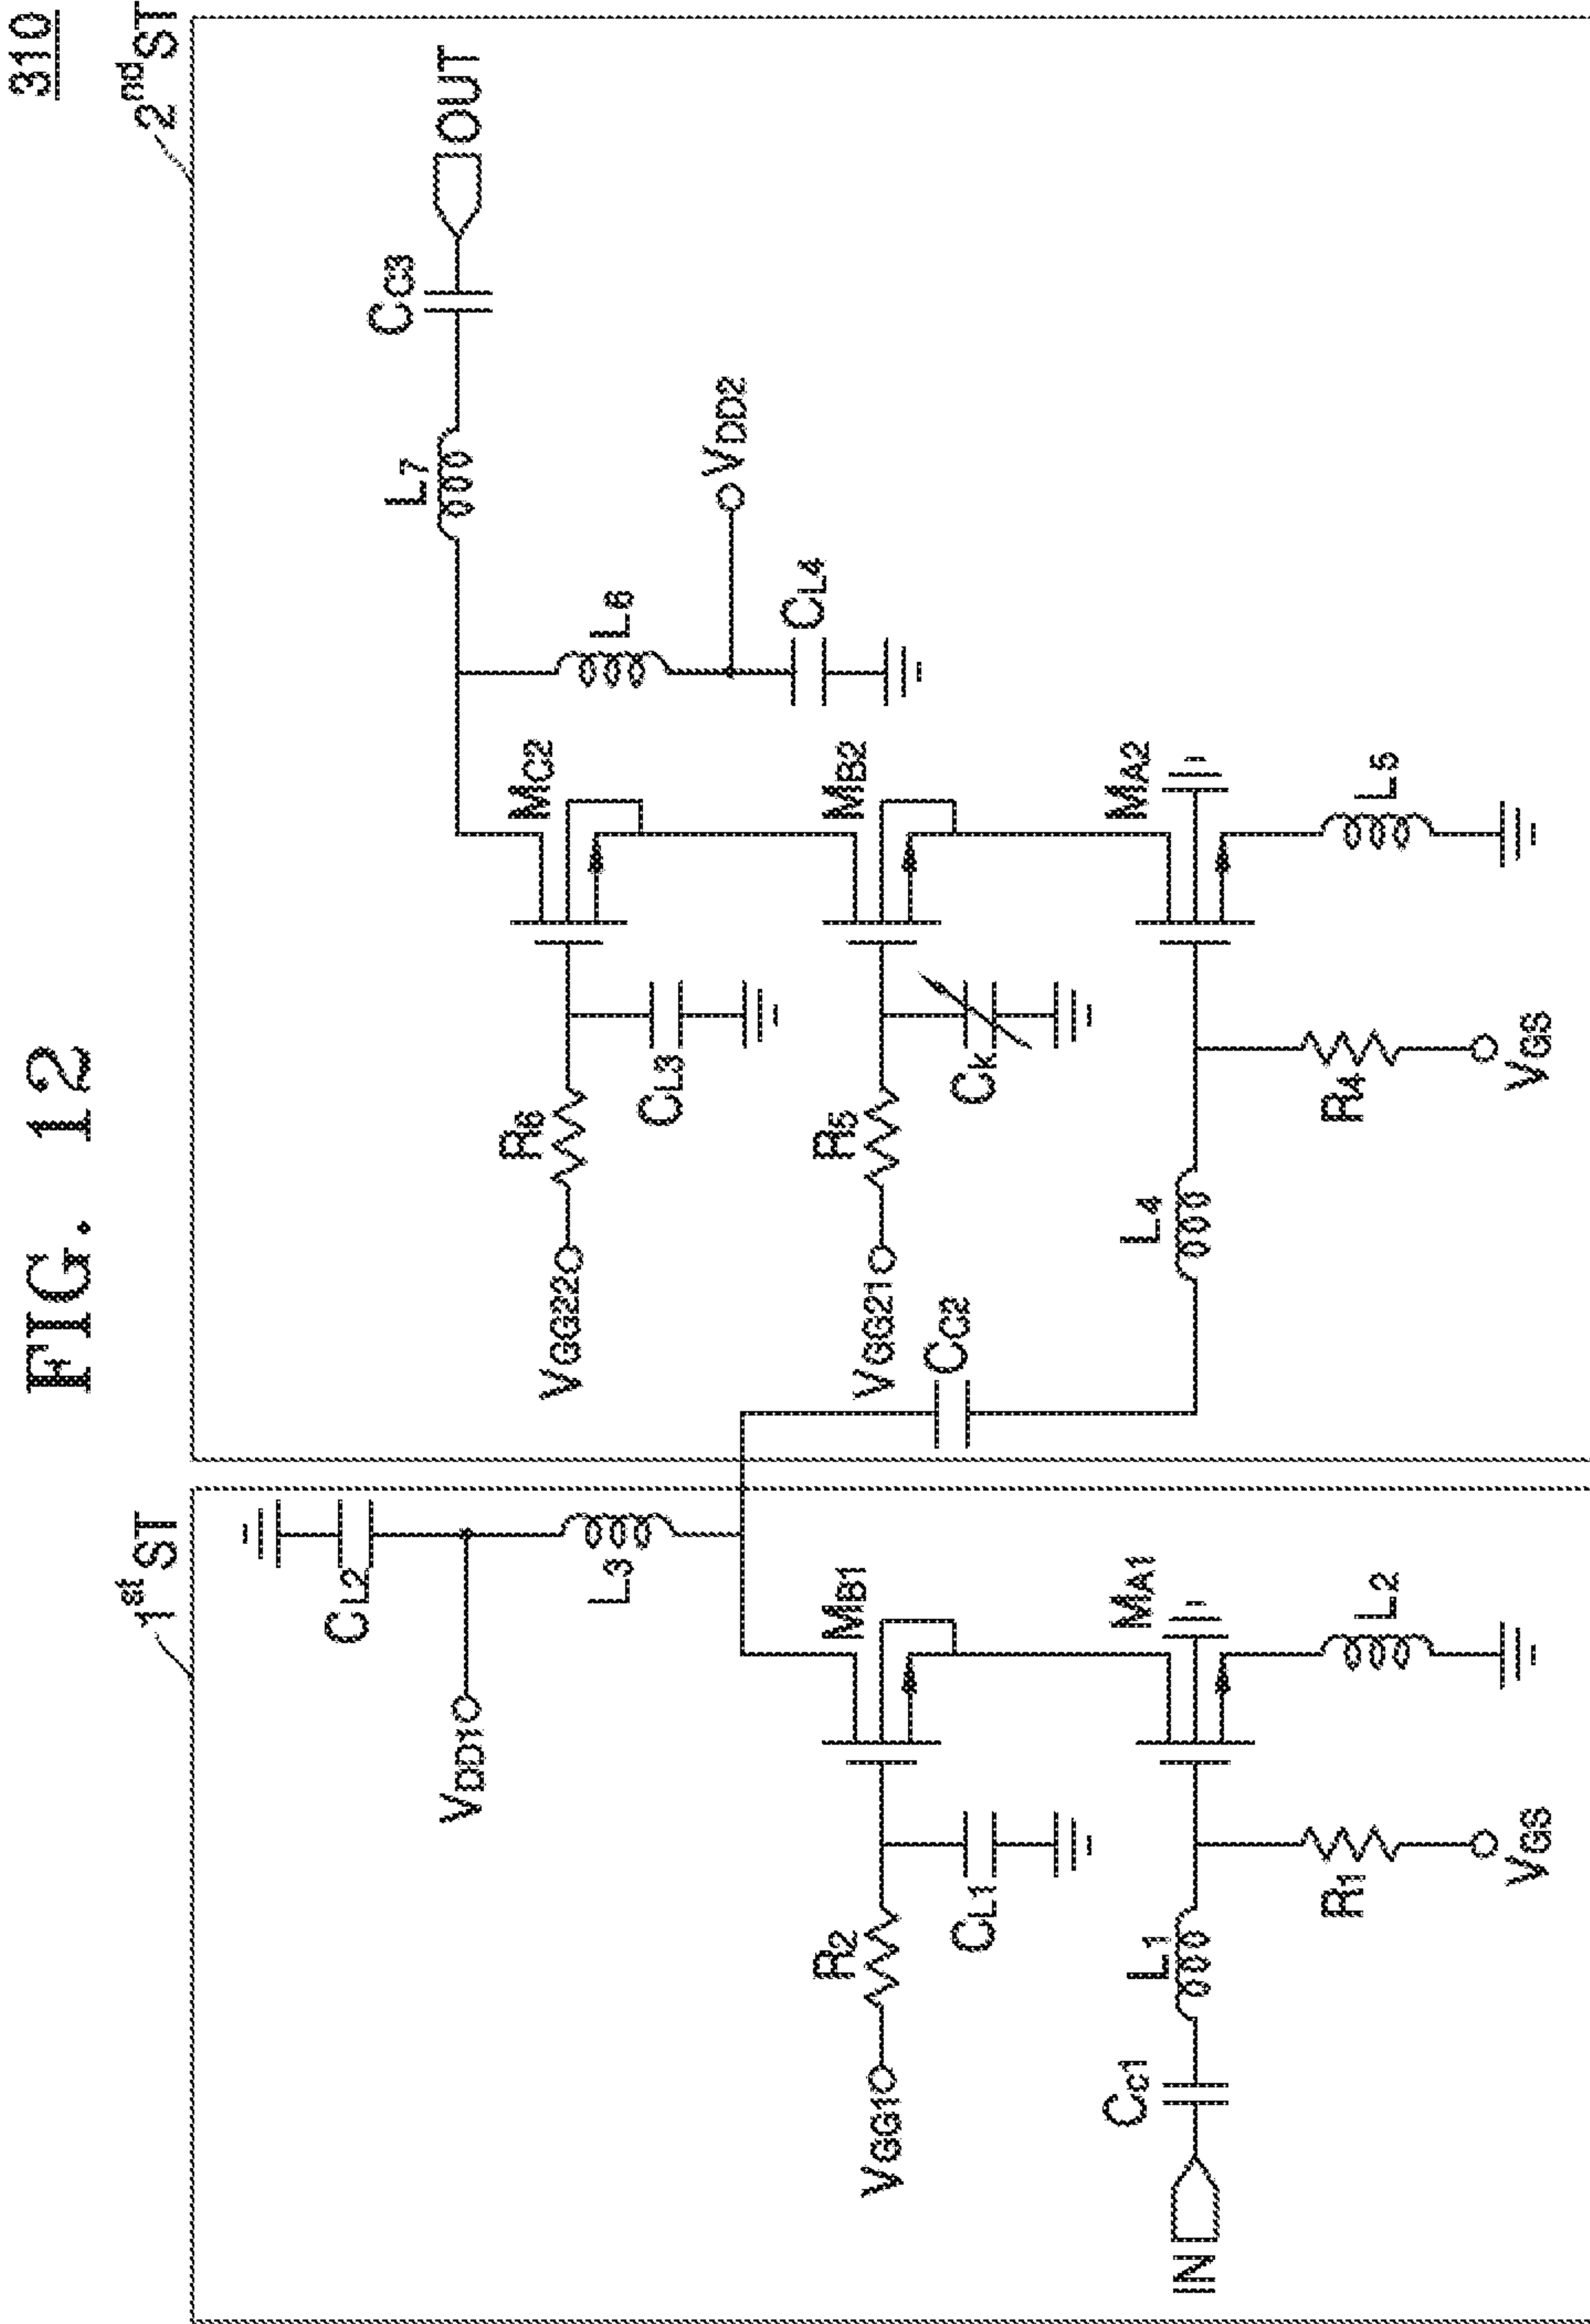 FIG. 12
310
1st ST
2nd ST
CL2
VDD1
L3
MB1
VGG1
R2
CL1
MA1
IN
Cc1
L1
R1
VGS
L2
CC2
L4
R4
VGS
VGG22
R6
CL3
MC2
VGG21
R5
Ck
MB2
MA2
L5
L6
CL4
VDD2
L7
CC3
OUT